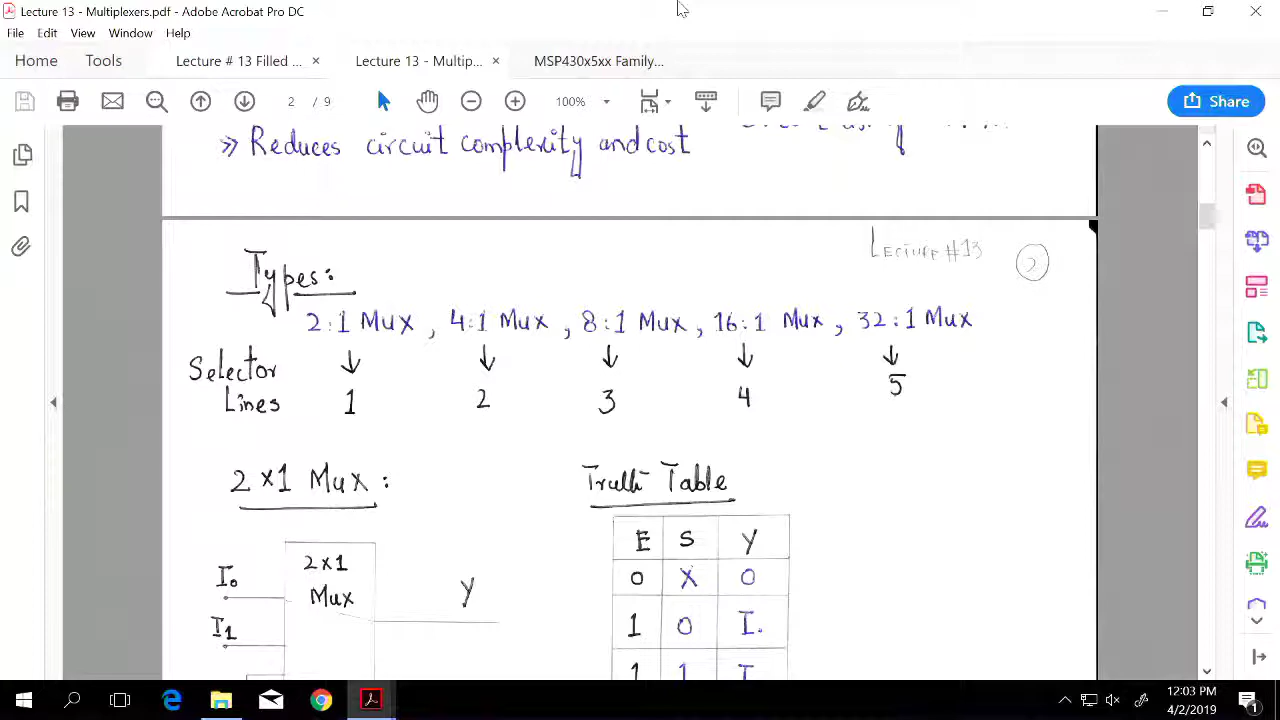 Lecture 13 - Multiplexers.pdf - Adobe Acrobat Pro DC
File Edit View Window Help
Home Tools Lecture # 13 Filled ... × Lecture 13 - Multip... × MSP430x5xx Family...
2 / 9 100% Share
» Reduces circuit complexity and cost
Lecture #13 2
Types:
2:1 Mux , 4:1 Mux , 8:1 Mux , 16:1 Mux , 32:1 Mux
↓ ↓ ↓ ↓ ↓
Selector
Lines 1 2 3 4 5
2×1 Mux : Truth Table
E S Y
0 X 0
1 0 I.
1 1 I
2×1
Mux
I0
I1
Y
12:03 PM
4/2/2019
1